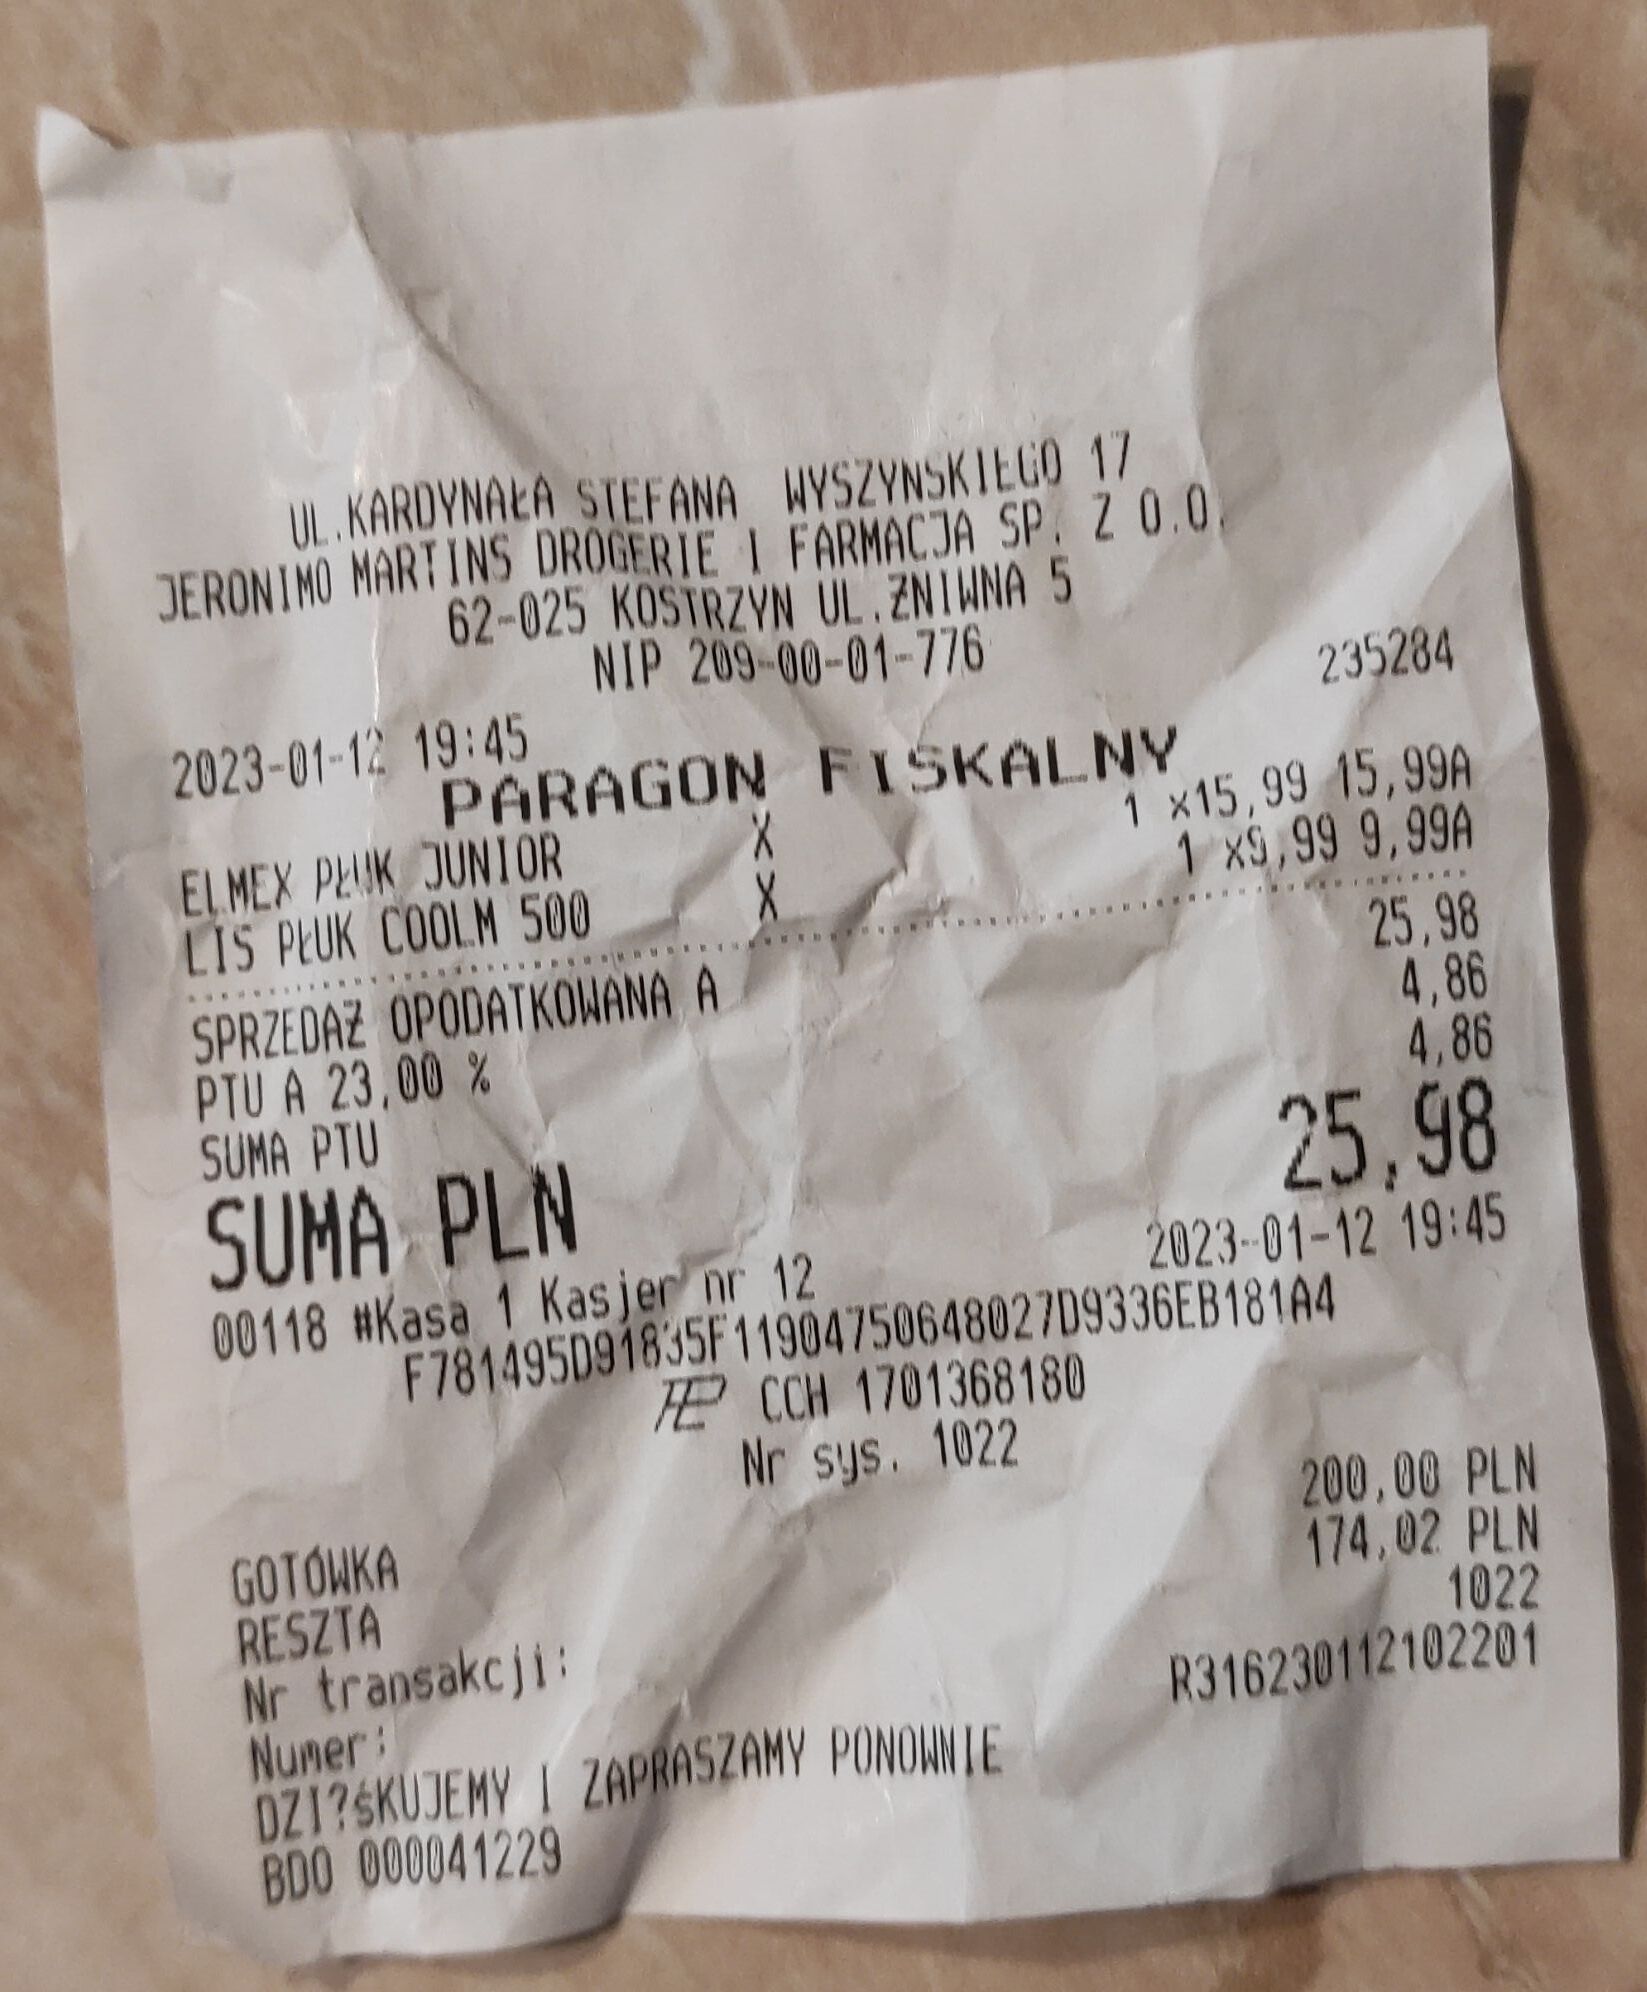 UL.KARDYNAŁA STEFANA WYSZYNSKIEGO 17
JERONIMO MARTINS DROGERIE I FARMACJA SP. Z O.O.
62-025 KOSTRZYN UL.ŻNIWNA 5
NIP 209-00-01-776
235284
2023-01-12 19:45
PARAGON FISKALNY
ELMEX PŁUK JUNIOR X 1 x15,99 15,99A
LIS PŁUK COOLM 500 X 1 x9,99 9,99A
SPRZEDAŻ OPODATKOWANA A 25,98
PTU A 23,00 % 4,86
SUMA PTU 4,86
SUMA PLN 25,98
00118 #Kasa 1 Kasjer nr 12 2023-01-12 19:45
F781495D91835F11904750648027D9336EB181A4
PL CCH 1701368180
Nr sys. 1022
GOTÓWKA 200,00 PLN
RESZTA 174,02 PLN
Nr transakcji: 1022
Numer: R316230112102201
DZI?śKUJEMY I ZAPRASZAMY PONOWNIE
BDO 000041229